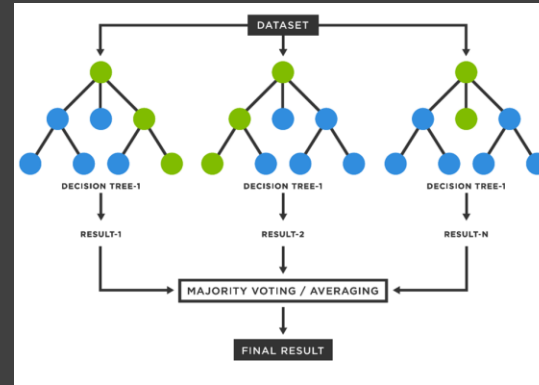 DATASET
DECISION TREE-1
DECISION TREE-1
DECISION TREE-1
RESULT-1
RESULT-2
RESULT-N
MAJORITY VOTING / AVERAGING
FINAL RESULT